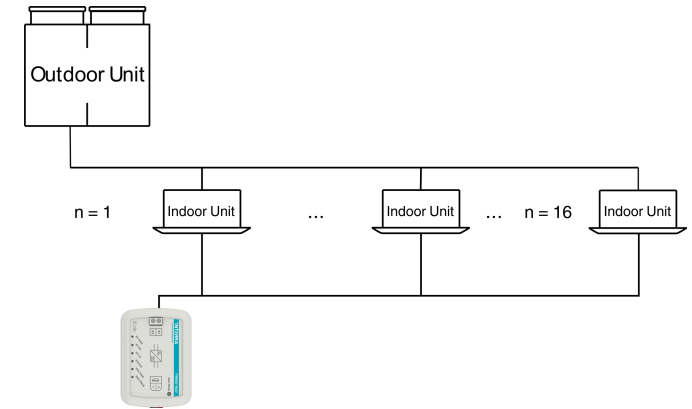 Outdoor Unit
n = 1
Indoor Unit
...
Indoor Unit
...
n = 16
Indoor Unit